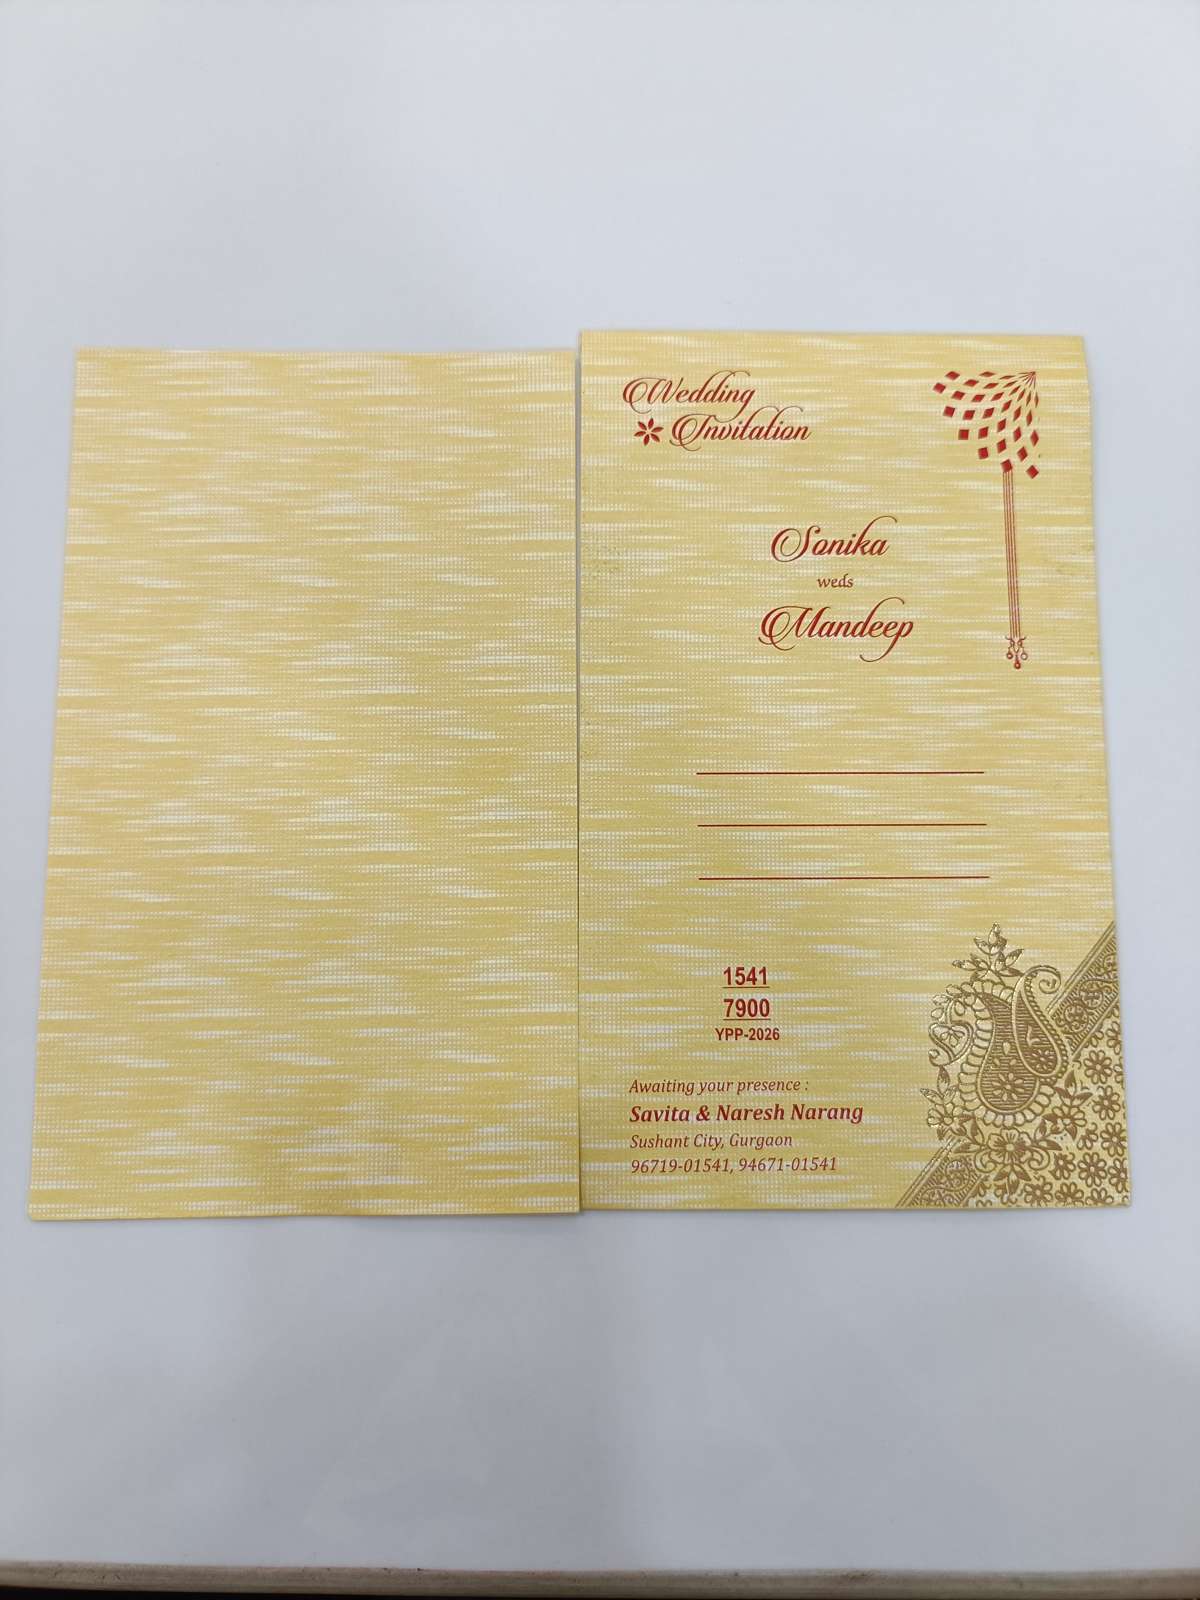 Wedding
Invitation
Sonika
weds
Mandeep
1541
7900
YPP-2026
Awaiting your presence :
Savita & Naresh Narang
Sushant City, Gurgaon
96719-01541, 94671-01541